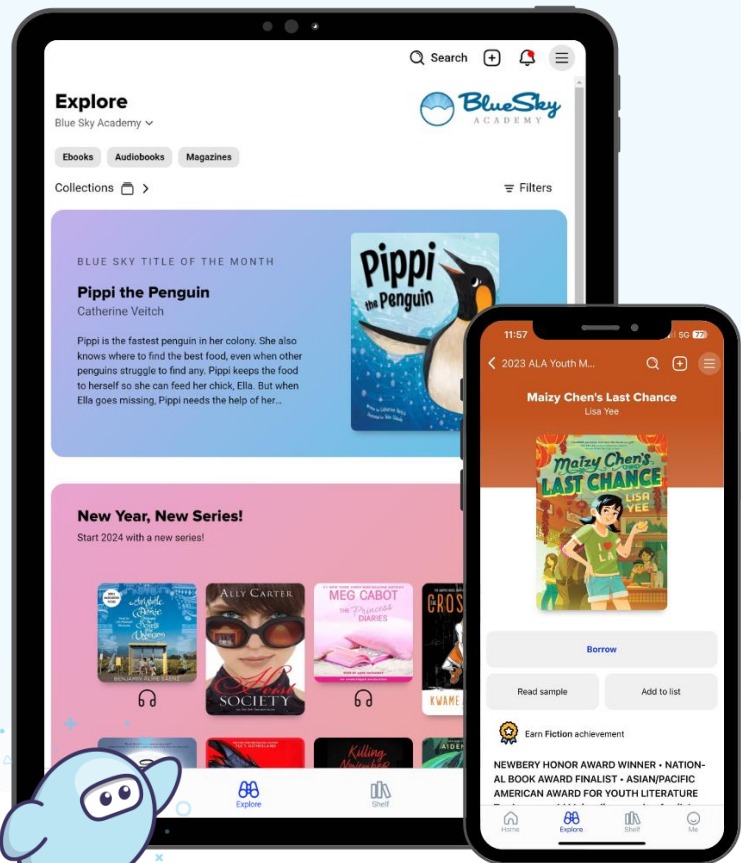 Search
Explore
Blue Sky Academy
BlueSky
ACADEMY
Ebooks
Audiobooks
Magazines
Collections
Filters
BLUE SKY TITLE OF THE MONTH
Pippi the Penguin
Catherine Veitch
Pippi is the fastest penguin in her colony. She also
knows where to find the best food, even when other
penguins struggle to find any. Pippi keeps the food
to herself so she can feed her chick, Ella. But when
Ella goes missing, Pippi needs the help of her...
Pippi
the Penguin
New Year, New Series!
Start 2024 with a new series!
BENJAMIN ALIRE SÁENZ
ALLY CARTER
Heist
SOCIETY
MEG CABOT
THE Princess
DIARIES
KWAME
Killing
November
AIDEN
Explore
Shelf
11:57
5G 77
2023 ALA Youth M...
Maizy Chen's Last Chance
Lisa Yee
Maizy Chen's
LAST CHANCE
LISA
YEE
Borrow
Read sample
Add to list
Earn Fiction achievement
NEWBERY HONOR AWARD WINNER • NATION-
AL BOOK AWARD FINALIST • ASIAN/PACIFIC
AMERICAN AWARD FOR YOUTH LITERATURE
Home
Explore
Shelf
Me